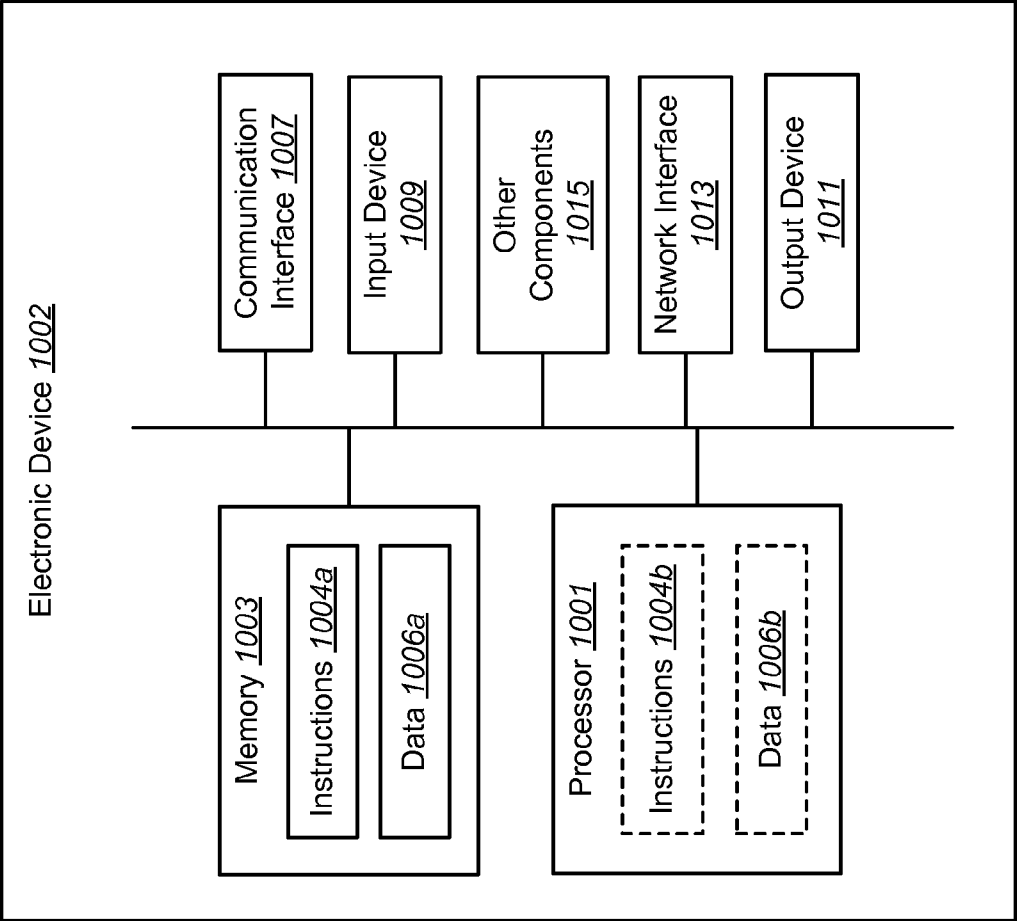 Electronic Device 1002
Memory 1003
Instructions 1004a
Data 1006a
Processor 1001
Instructions 1004b
Data 1006b
Communication
Interface 1007
Input Device
1009
Other
Components
1015
Network Interface
1013
Output Device
1011